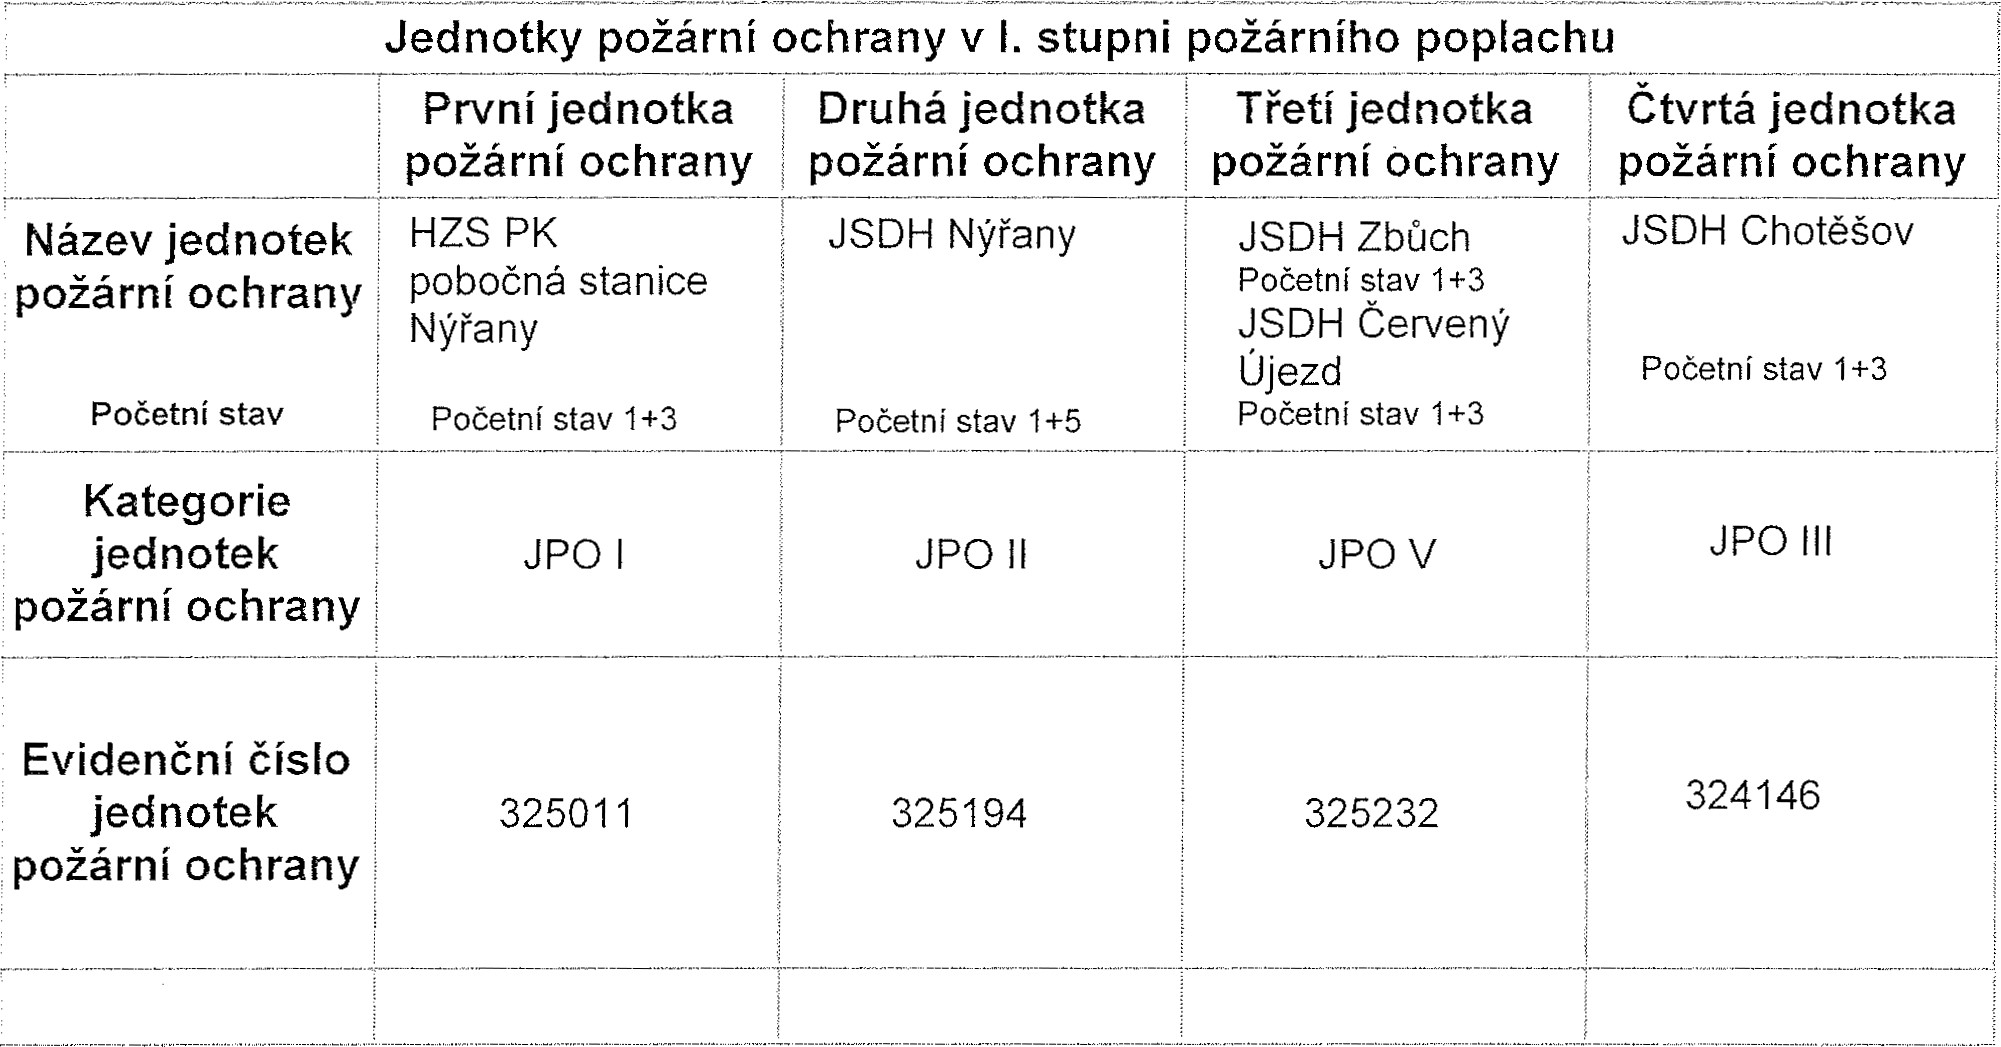 Jednotky požární ochrany v I. stupni požárního poplachu
První jednotka
požární ochrany
Druhá jednotka
požární ochrany
Třetí jednotka
požární ochrany
Čtvrtá jednotka
požární ochrany
Název jednotek
požární ochrany
Početní stav
HZS PK
pobočná stanice
Nýřany
Početní stav 1+3
JSDH Nýřany
Početní stav 1+5
JSDH Zbůch
Početní stav 1+3
JSDH Červený
Újezd
Početní stav 1+3
JSDH Chotěšov
Početní stav 1+3
Kategorie
jednotek
požární ochrany
JPO I
JPO II
JPO V
JPO III
Evidenční číslo
jednotek
požární ochrany
325011
325194
325232
324146